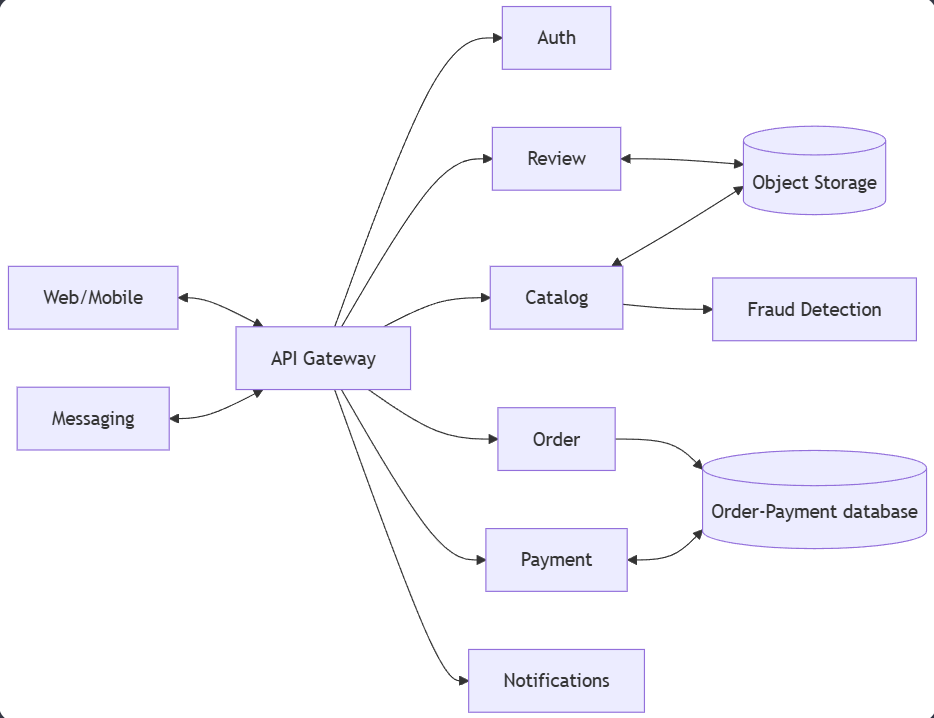 Auth
Review
Object Storage
Web/Mobile
Catalog
Fraud Detection
API Gateway
Messaging
Order
Order-Payment database
Payment
Notifications